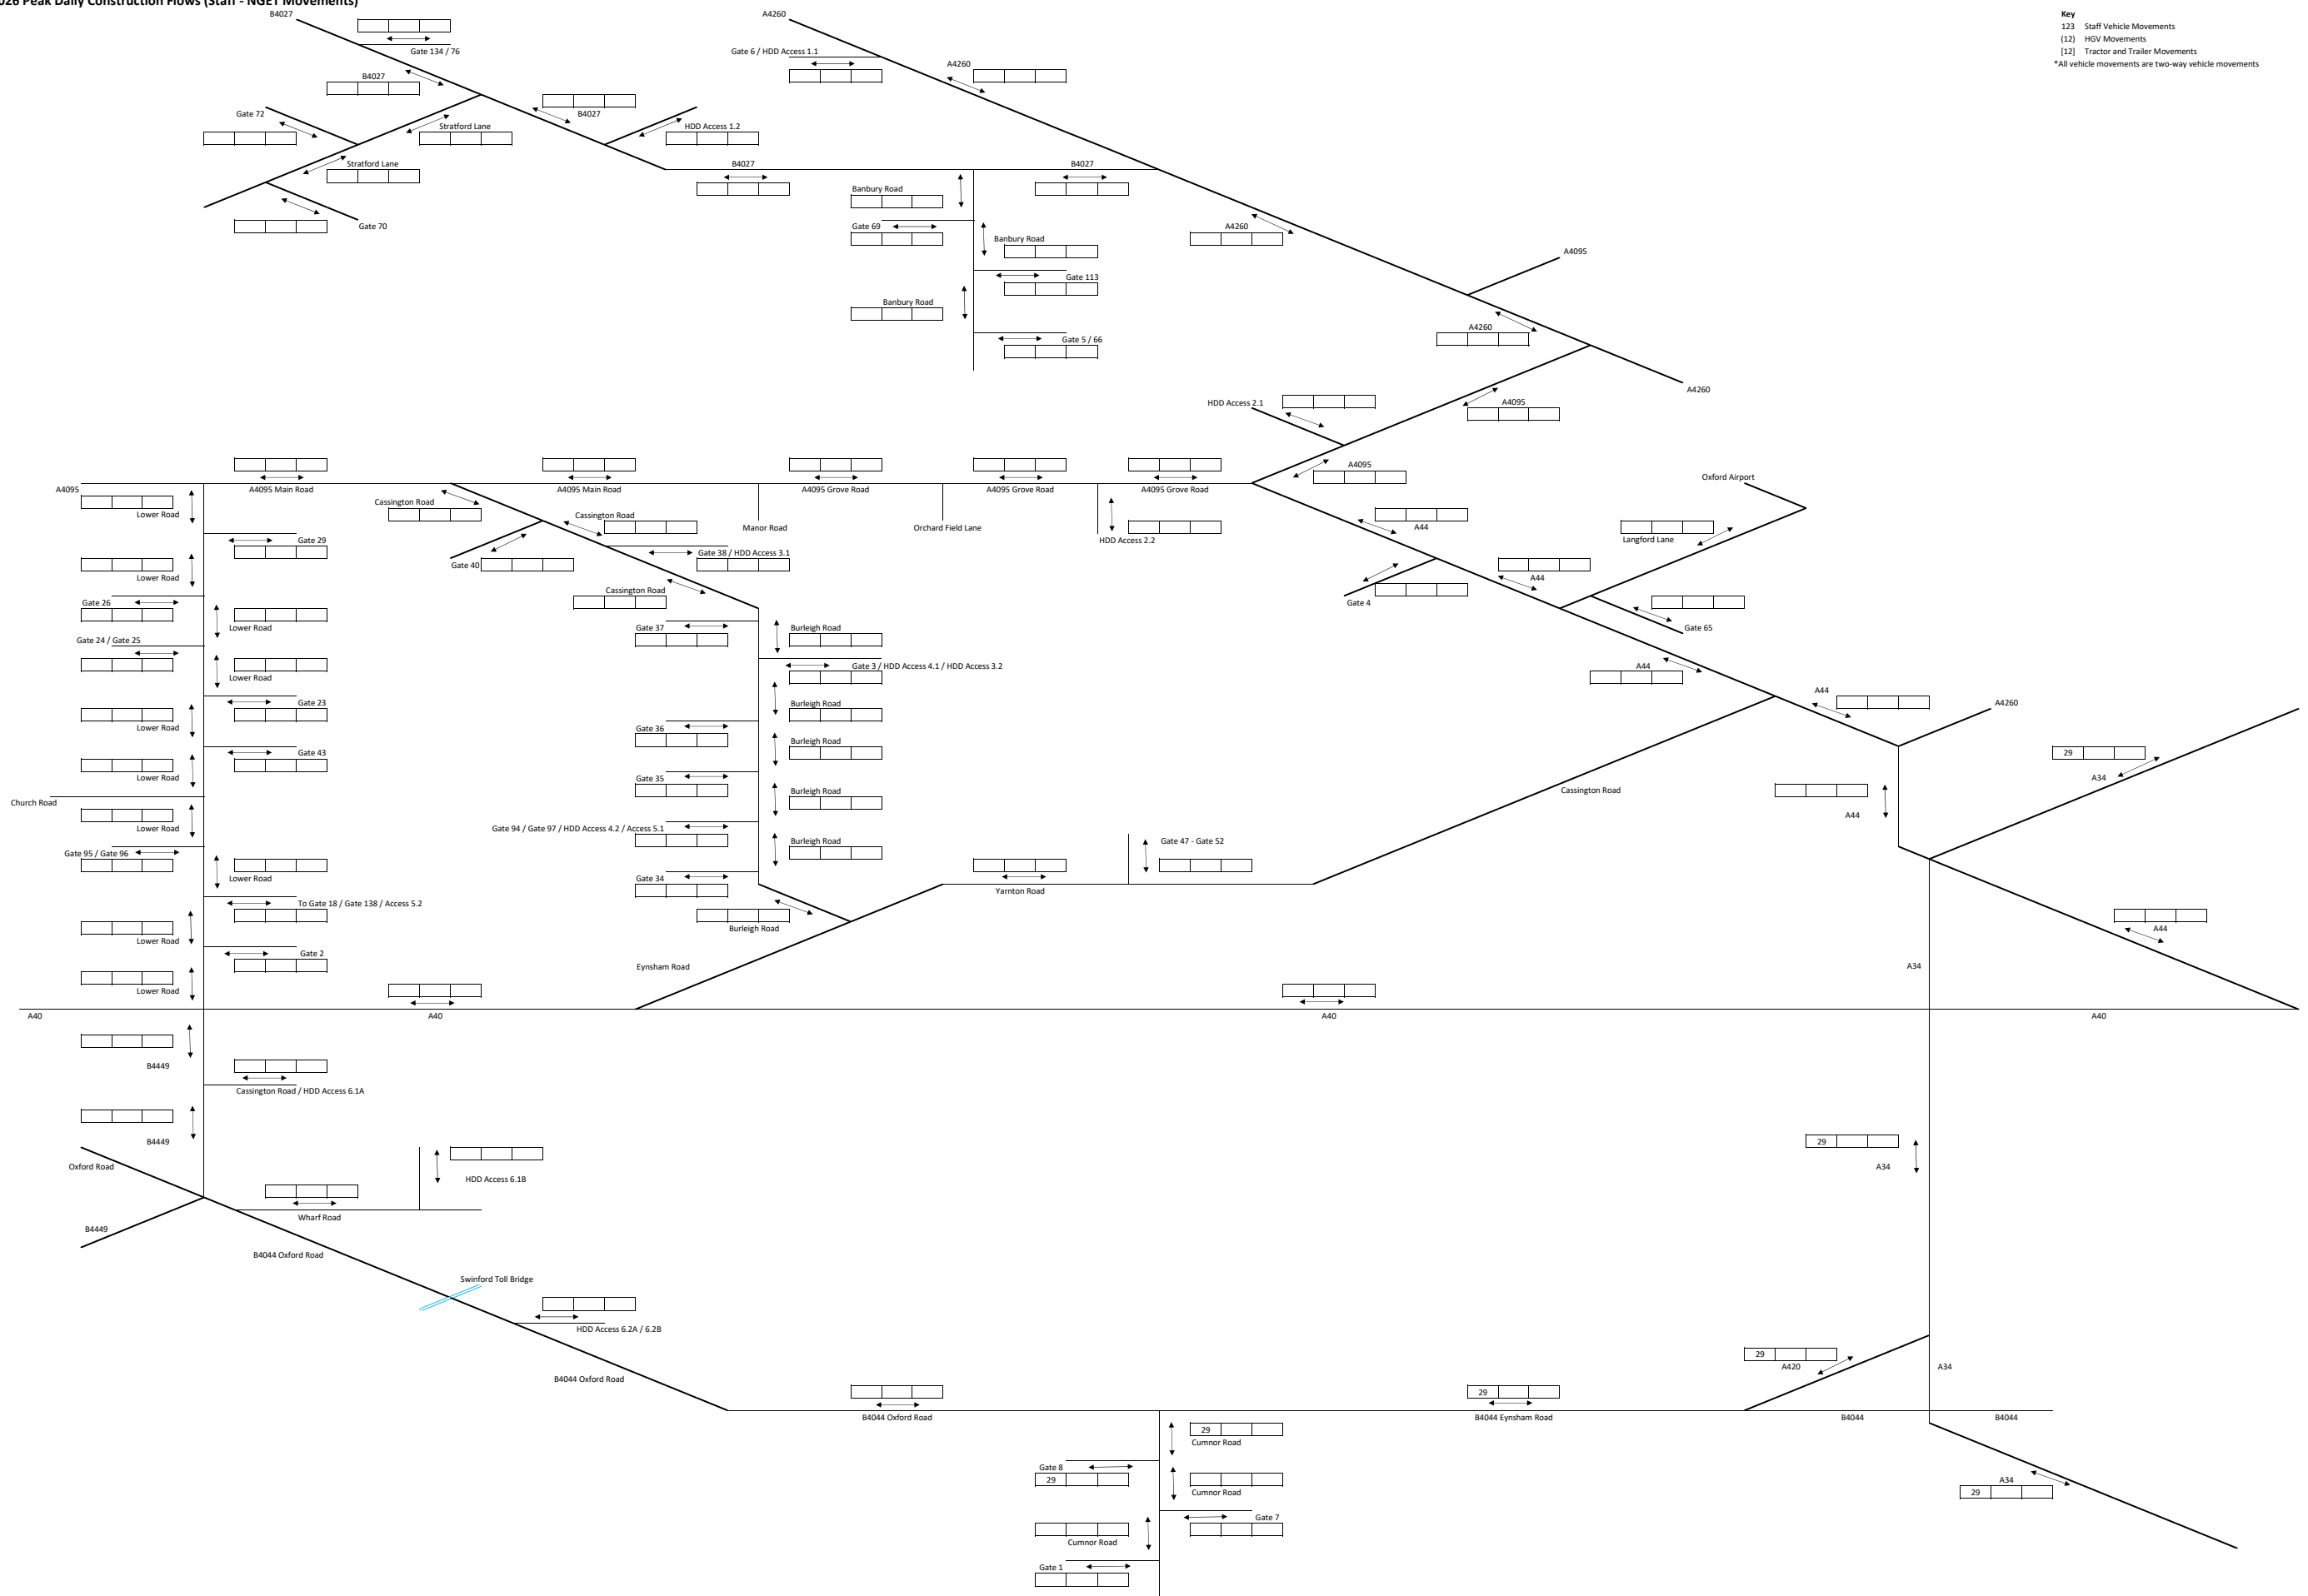 026 Peak Daily Construction Flows (Staff - NGET Movements)
B4027
A4260
Key
123 Staff Vehicle Movements
(12) HGV Movements
[12] Tractor and Trailer Movements
*All vehicle movements are two-way vehicle movements
Gate 134 / 76
Gate 6 / HDD Access 1.1
A4260
B4027
B4027
Gate 72
Stratford Lane
HDD Access 1.2
Stratford Lane
B4027
B4027
Banbury Road
Gate 70
Gate 69
Banbury Road
A4260
A4095
Gate 113
Banbury Road
A4260
Gate 5 / 66
A4260
HDD Access 2.1
A4095
A4095
A4095 Main Road
A4095 Main Road
A4095 Grove Road
A4095 Grove Road
A4095 Grove Road
A4095
Oxford Airport
Cassington Road
Lower Road
Cassington Road
Manor Road
Orchard Field Lane
A44
Gate 29
HDD Access 2.2
Langford Lane
Gate 38 / HDD Access 3.1
Gate 40
Lower Road
A44
Cassington Road
Gate 26
Gate 4
Lower Road
Gate 37
Burleigh Road
Gate 65
Gate 24 / Gate 25
Gate 3 / HDD Access 4.1 / HDD Access 3.2
A44
Lower Road
A44
Gate 23
Burleigh Road
A4260
Lower Road
Gate 36
Burleigh Road
Gate 43
29
A34
Lower Road
Gate 35
Burleigh Road
Cassington Road
Church Road
A44
Lower Road
Gate 94 / Gate 97 / HDD Access 4.2 / Access 5.1
Burleigh Road
Gate 47 - Gate 52
Gate 95 / Gate 96
Lower Road
Gate 34
Yarnton Road
To Gate 18 / Gate 138 / Access 5.2
Burleigh Road
A44
Lower Road
Gate 2
Eynsham Road
A34
Lower Road
A40
A40
A40
A40
B4449
Cassington Road / HDD Access 6.1A
B4449
29
Oxford Road
A34
HDD Access 6.1B
Wharf Road
B4449
B4044 Oxford Road
Swinford Toll Bridge
HDD Access 6.2A / 6.2B
29
A420
A34
B4044 Oxford Road
29
B4044 Oxford Road
B4044 Eynsham Road
B4044
B4044
29
Cumnor Road
Gate 8
29
Cumnor Road
A34
29
Gate 7
Cumnor Road
Gate 1